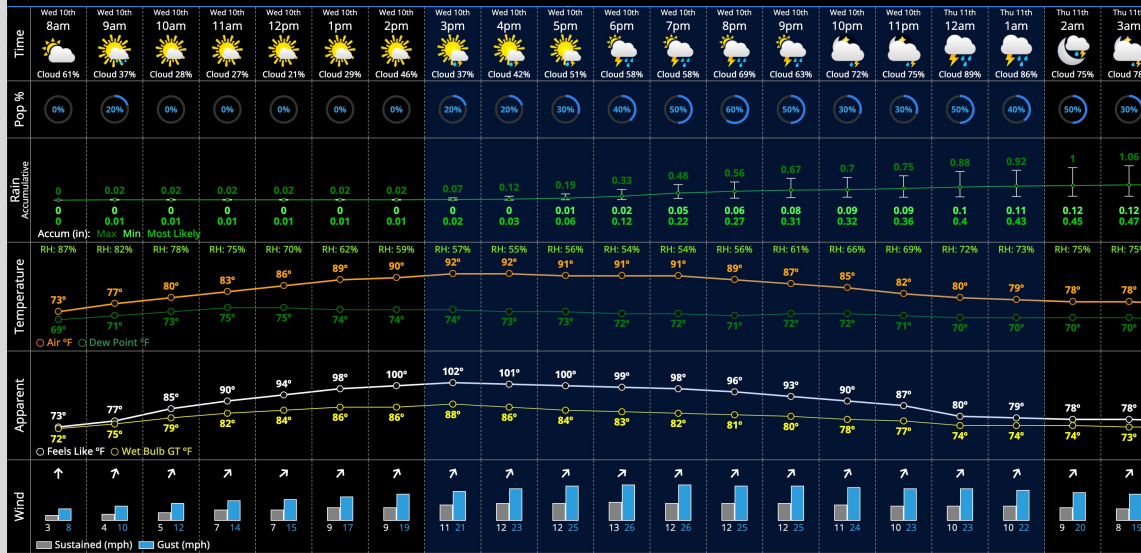 Wed 10th Wed 10th Wed 10th Wed 10th Wed 10th Wed 10th Wed 10th Wed 10th Wed 10th Wed 10th Wed 10th Wed 10th Wed 10th Wed 10th Wed 10th Wed 10th Thu 11th Thu 11th Thu 11th Thu 11th
Time 8am 9am 10am 11am 12pm 1pm 2pm 3pm 4pm 5pm 6pm 7pm 8pm 9pm 10pm 11pm 12am 1am 2am 3am
Cloud 61% Cloud 37% Cloud 28% Cloud 27% Cloud 21% Cloud 29% Cloud 46% Cloud 37% Cloud 42% Cloud 51% Cloud 58% Cloud 58% Cloud 69% Cloud 63% Cloud 72% Cloud 75% Cloud 89% Cloud 86% Cloud 75% Cloud 78
Pop % 0% 20% 0% 0% 0% 0% 0% 20% 20% 30% 40% 50% 60% 50% 30% 30% 50% 40% 50% 30%
Rain
Accumulative
0 0.02 0.02 0.02 0.02 0.02 0.02 0.07 0.12 0.19 0.33 0.48 0.56 0.67 0.7 0.75 0.88 0.92 1 1.06
0 0 0 0 0 0 0 0 0 0.01 0.02 0.05 0.06 0.08 0.09 0.09 0.1 0.11 0.12 0.12
0 0.01 0.01 0.01 0.01 0.01 0.01 0.02 0.03 0.06 0.12 0.22 0.27 0.31 0.32 0.36 0.4 0.43 0.45 0.47
Accum (in): Max Min Most Likely
RH: 87% RH: 82% RH: 78% RH: 75% RH: 70% RH: 62% RH: 59% RH: 57% RH: 55% RH: 56% RH: 54% RH: 54% RH: 56% RH: 61% RH: 66% RH: 69% RH: 72% RH: 73% RH: 75% RH: 75%
Temperature
73° 77° 80° 83° 86° 89° 90° 92° 92° 91° 91° 91° 89° 87° 85° 82° 80° 79° 78° 78°
69° 71° 73° 75° 75° 74° 74° 74° 73° 73° 72° 72° 71° 72° 72° 71° 70° 70° 70° 70°
Air °F Dew Point °F
Apparent
73° 77° 85° 90° 94° 98° 100° 102° 101° 100° 99° 98° 96° 93° 90° 87° 80° 79° 78° 78°
72° 75° 79° 82° 84° 86° 86° 88° 86° 84° 83° 82° 81° 80° 78° 77° 74° 74° 74° 73°
Feels Like °F Wet Bulb GT °F
Wind
3 8 4 10 5 12 7 14 7 15 9 17 9 19 11 21 12 23 12 25 13 26 12 26 12 25 12 25 11 24 10 23 10 23 10 22 9 20 8 19
Sustained (mph) Gust (mph)